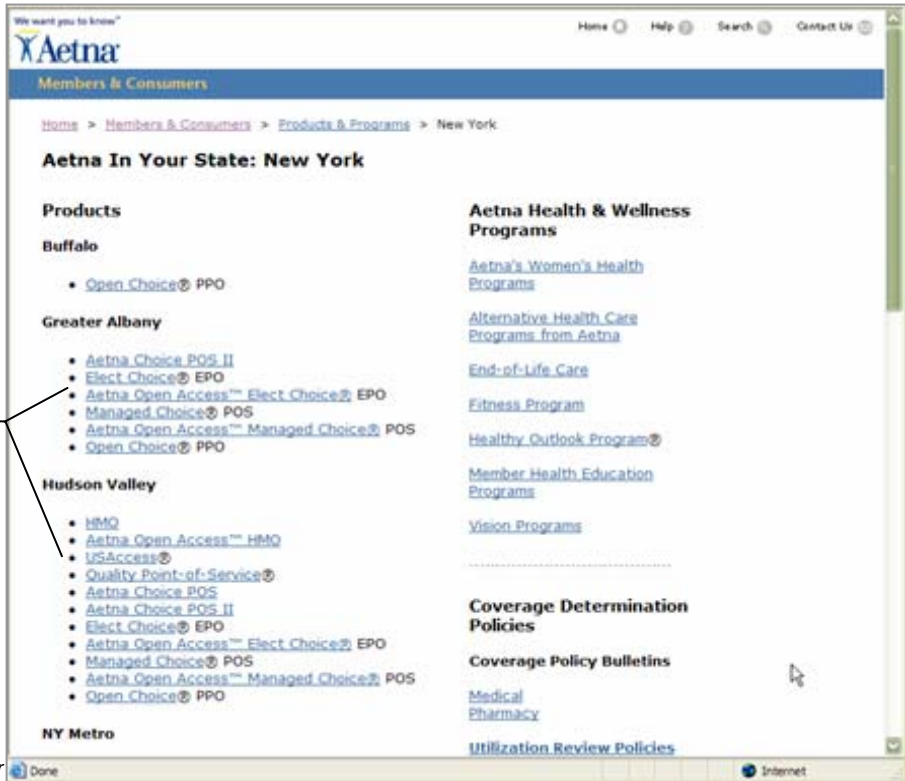 We want you to know™
Aetna
Home Help Search Contact Us
Members & Consumers
Home > Members & Consumers > Products & Programs > New York
Aetna In Your State: New York
Products
Buffalo
• Open Choice® PPO
Greater Albany
• Aetna Choice POS II
• Elect Choice® EPO
• Aetna Open Access™ Elect Choice® EPO
• Managed Choice® POS
• Aetna Open Access™ Managed Choice® POS
• Open Choice® PPO
Hudson Valley
• HMO
• Aetna Open Access™ HMO
• USAccess®
• Quality Point-of-Service®
• Aetna Choice POS
• Aetna Choice POS II
• Elect Choice® EPO
• Aetna Open Access™ Elect Choice® EPO
• Managed Choice® POS
• Aetna Open Access™ Managed Choice® POS
• Open Choice® PPO
NY Metro
Aetna Health & Wellness
Programs
Aetna's Women's Health
Programs
Alternative Health Care
Programs from Aetna
End-of-Life Care
Fitness Program
Healthy Outlook Program®
Member Health Education
Programs
Vision Programs
Coverage Determination
Policies
Coverage Policy Bulletins
Medical
Pharmacy
Utilization Review Policies
Done
Internet